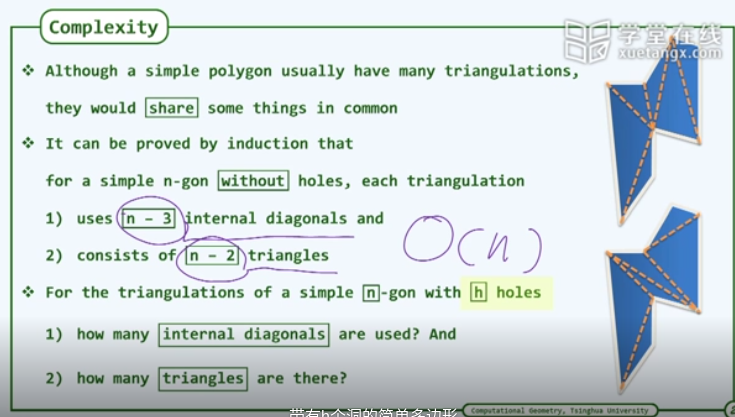 Complexity
学堂在线
xuetangx.com
❖ Although a simple polygon usually have many triangulations,
they would share some things in common
❖ It can be proved by induction that
for a simple n-gon without holes, each triangulation
1) uses n - 3 internal diagonals and
2) consists of n - 2 triangles
O(n)
❖ For the triangulations of a simple n-gon with h holes
1) how many internal diagonals are used? And
2) how many triangles are there?
带有h个洞的简单多边形
Computational Geometry, Tsinghua University